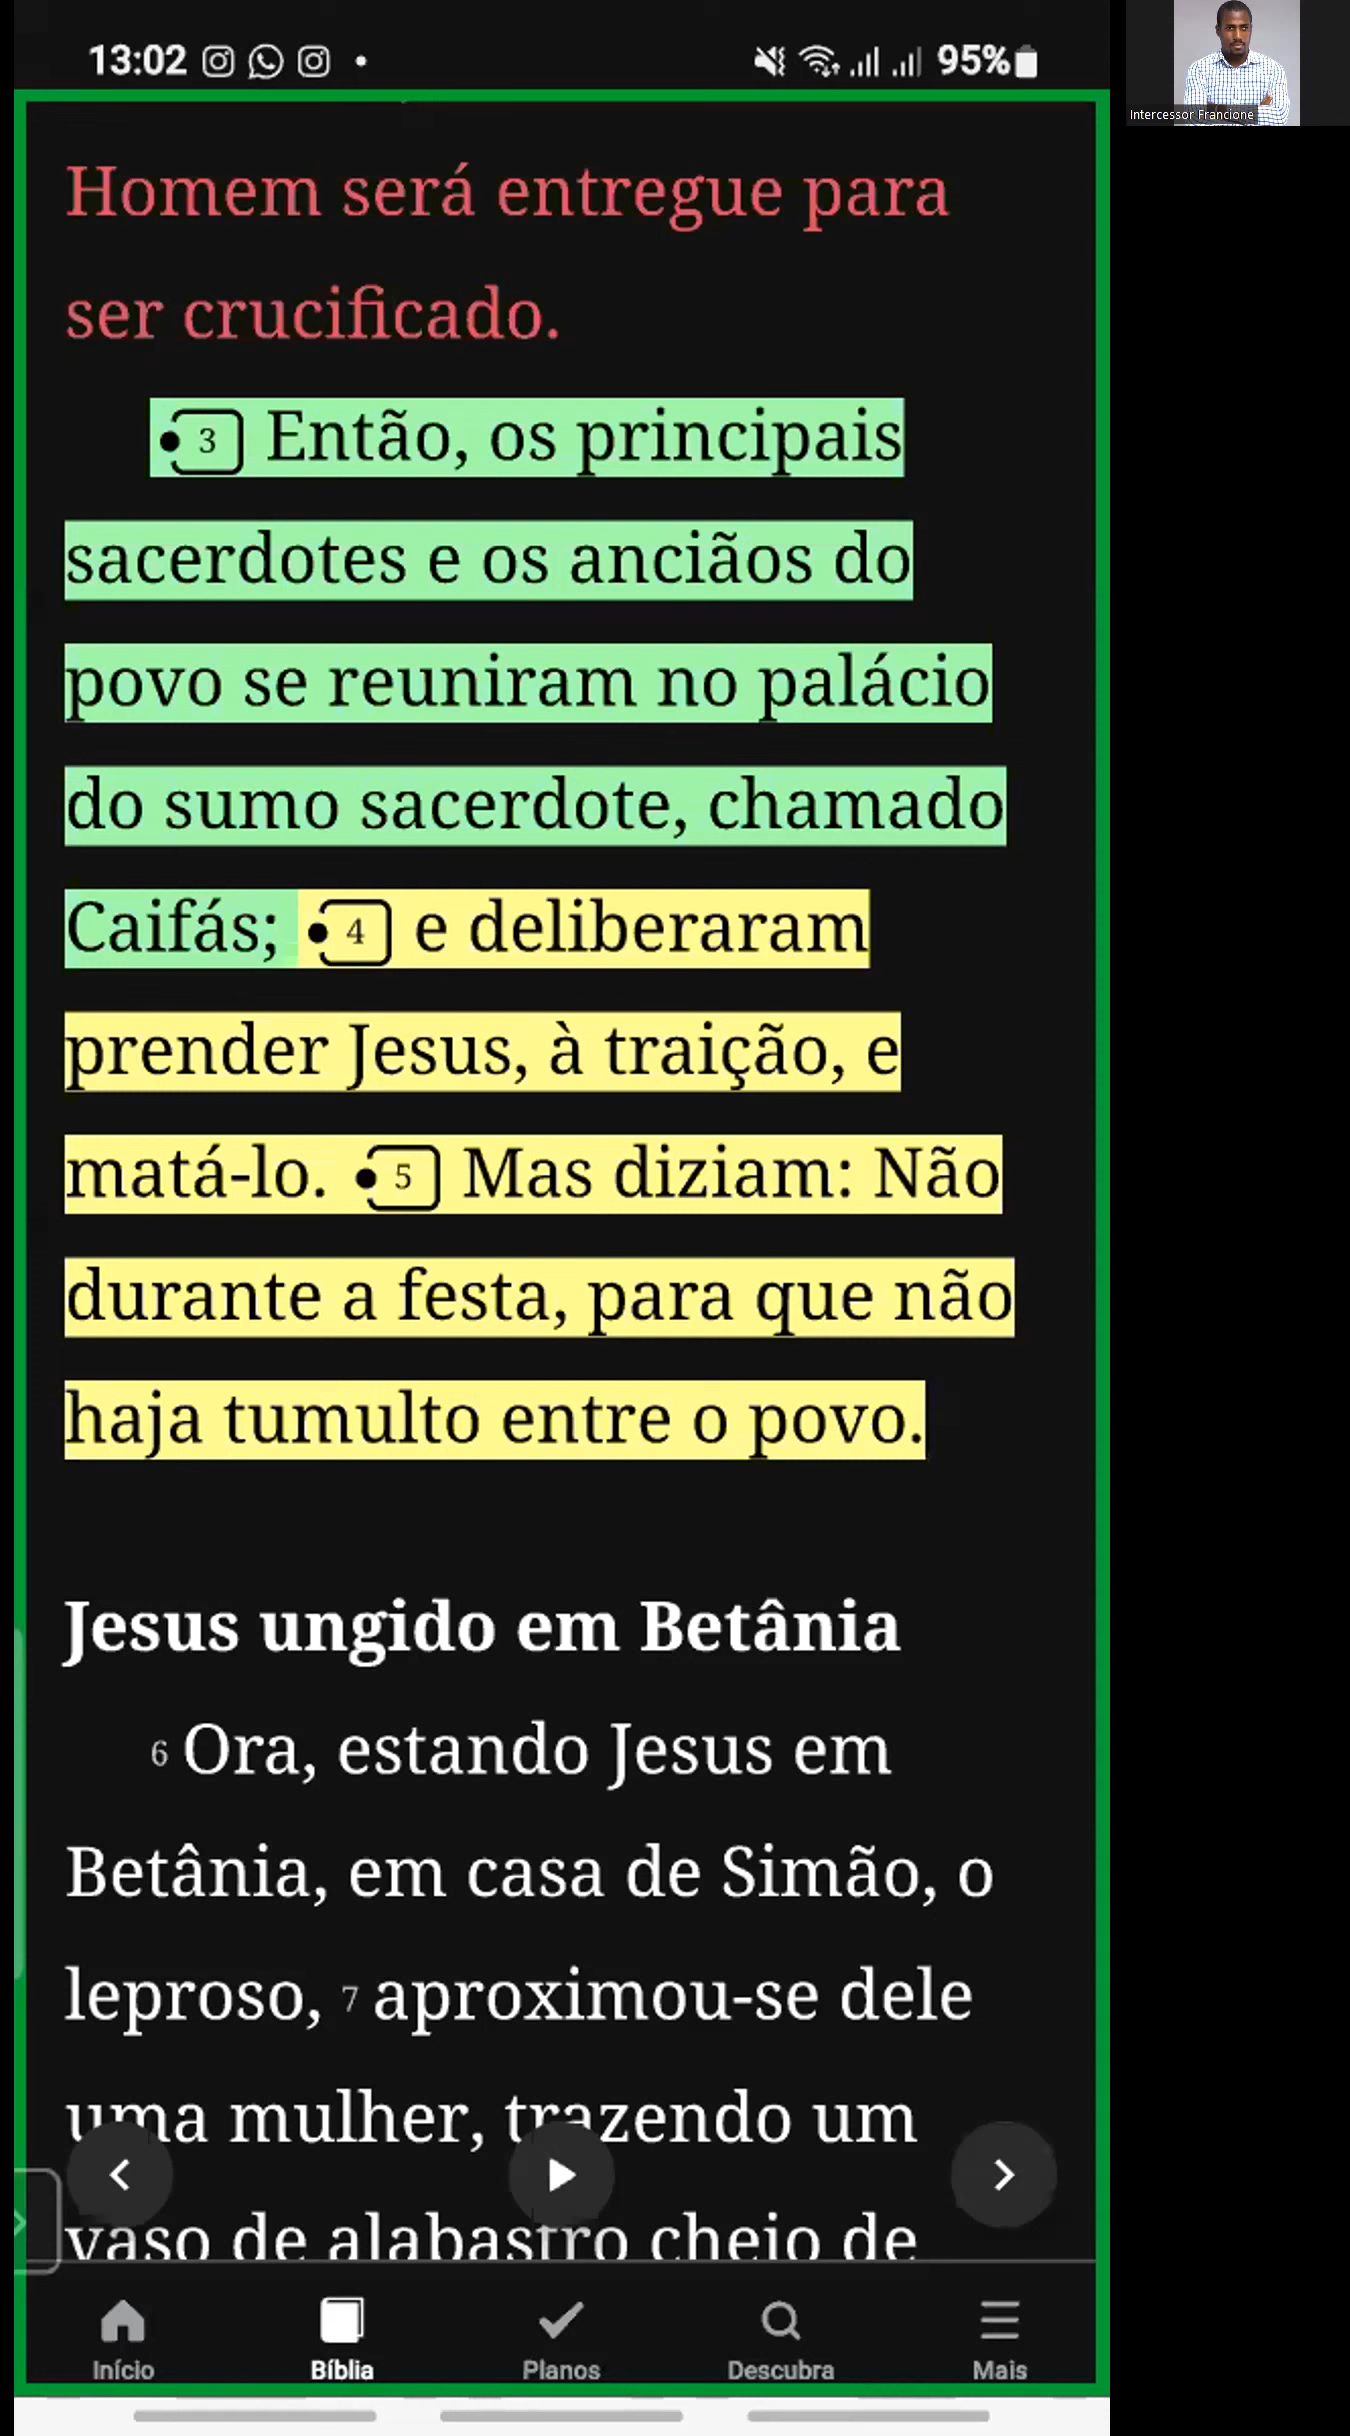 13:02
95%
Intercessor Francione
Homem será entregue para
ser crucificado.
3 Então, os principais
sacerdotes e os anciãos do
povo se reuniram no palácio
do sumo sacerdote, chamado
Caifás; 4 e deliberaram
prender Jesus, à traição, e
matá-lo. 5 Mas diziam: Não
durante a festa, para que não
haja tumulto entre o povo.
Jesus ungido em Betânia
6 Ora, estando Jesus em
Betânia, em casa de Simão, o
leproso, 7 aproximou-se dele
uma mulher, trazendo um
vaso de alabastro cheio de
Início
Bíblia
Planos
Descubra
Mais